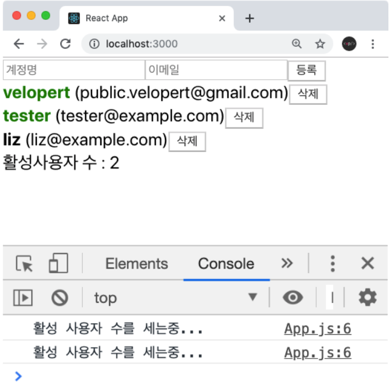 React App
localhost:3000
계정명 이메일 등록
velopert (public.velopert@gmail.com) 삭제
tester (tester@example.com) 삭제
liz (liz@example.com) 삭제
활성사용자 수 : 2
Elements Console
top
활성 사용자 수를 세는중... App.js:6
활성 사용자 수를 세는중... App.js:6